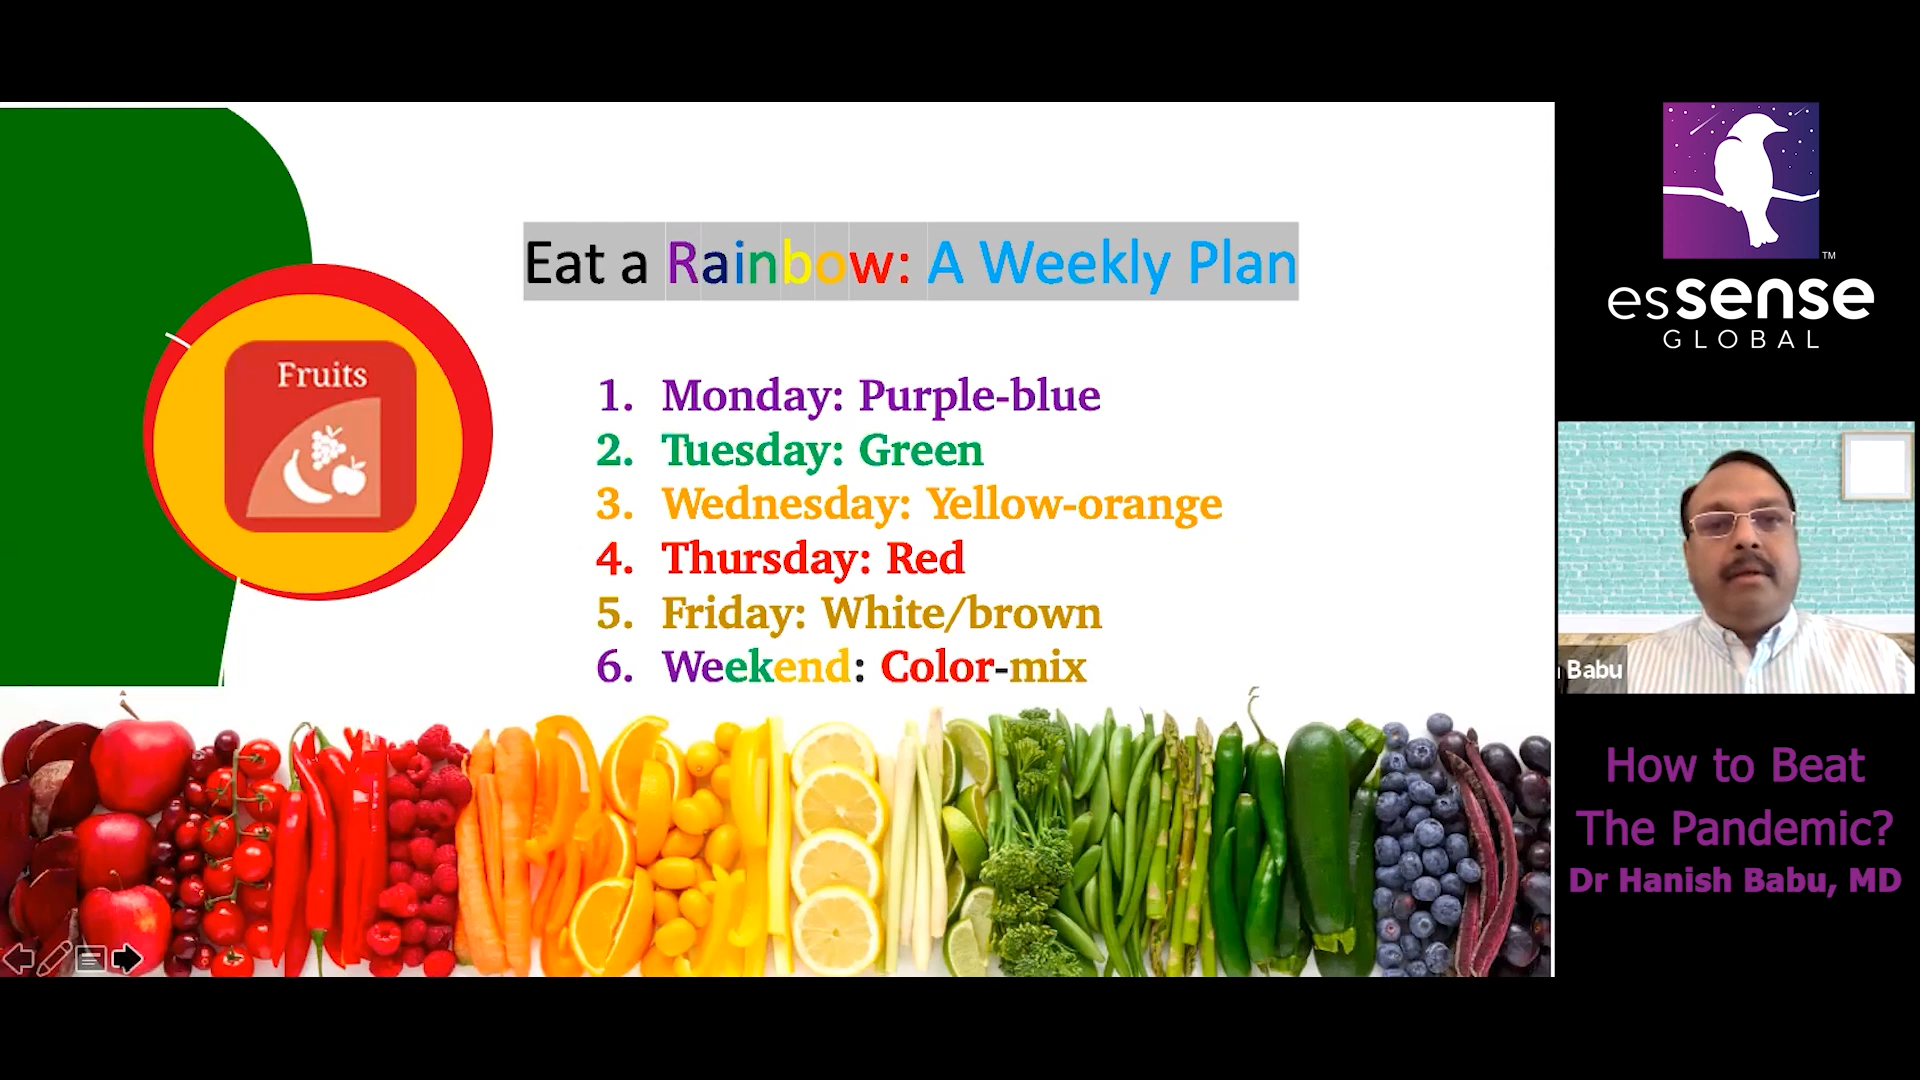 Eat a Rainbow: A Weekly Plan
Fruits
1. Monday: Purple-blue
2. Tuesday: Green
3. Wednesday: Yellow-orange
4. Thursday: Red
5. Friday: White/brown
6. Weekend: Color-mix
TM
esSense
GLOBAL
Babu
How to Beat
The Pandemic?
Dr Hanish Babu, MD